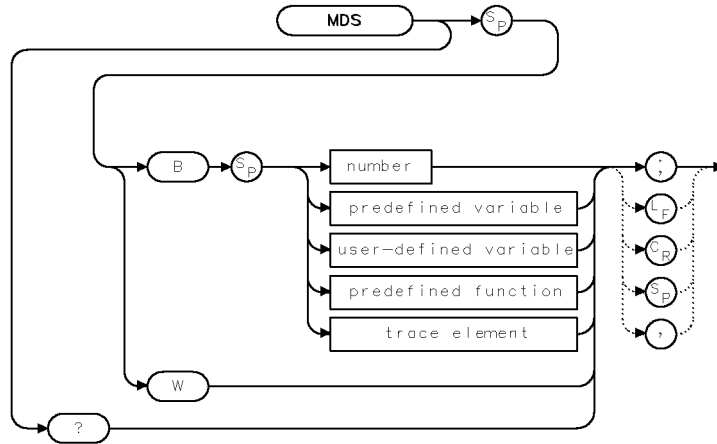 MDS
SP
B
SP
number
;
predefined variable
LF
user-defined variable
CR
predefined function
SP
trace element
,
W
?